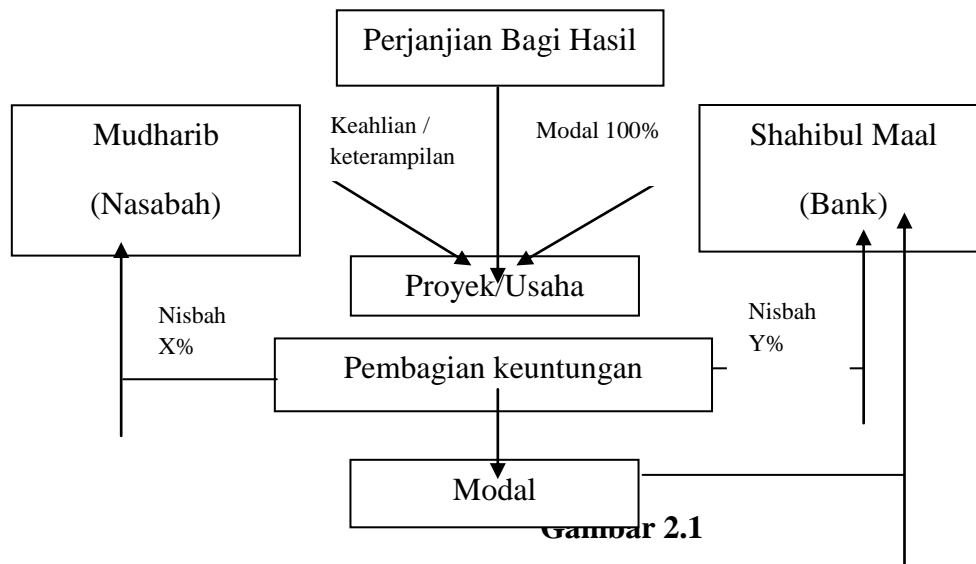 Perjanjian Bagi Hasil
Mudharib
(Nasabah)
Keahlian /
keterampilan
Modal 100%
Shahibul Maal
(Bank)
Proyek/Usaha
Nisbah
X%
Nisbah
Y%
Pembagian keuntungan
Modal
Gambar 2.1